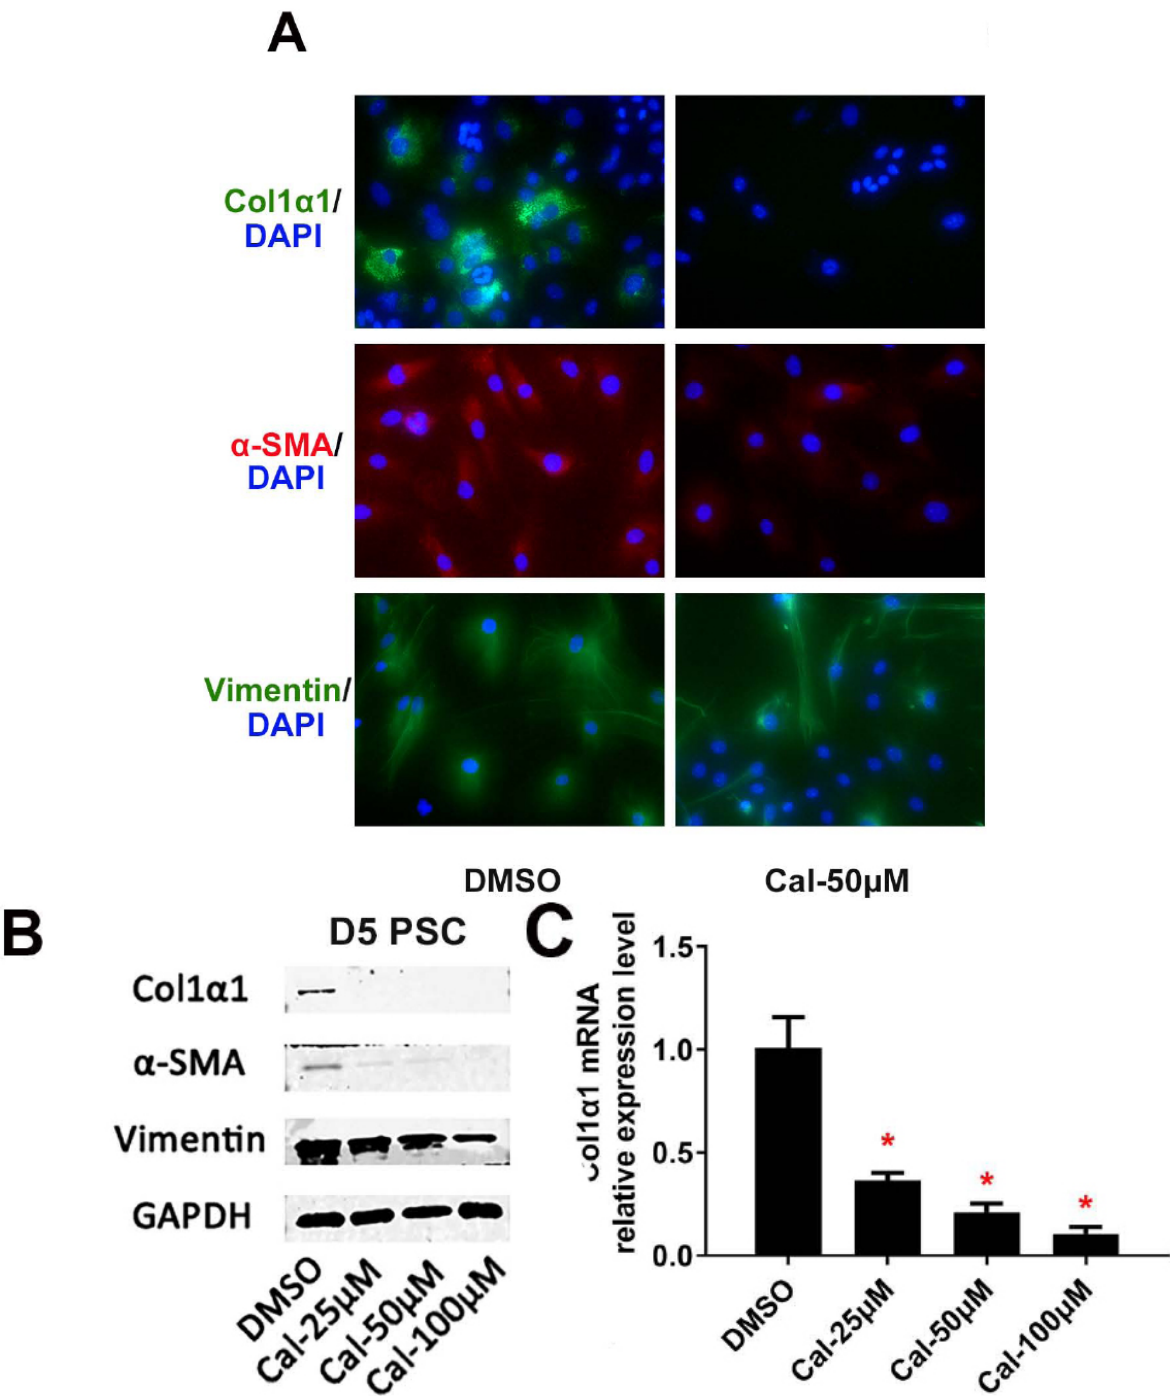 A
Col1α1/
DAPI
α-SMA/
DAPI
Vimentin/
DAPI
DMSO
Cal-50μM
B
D5 PSC
Col1α1
α-SMA
Vimentin
GAPDH
DMSO
Cal-25μM
Cal-50μM
Cal-100μM
C
Col1α1 mRNA
relative expression level
1.5
1.0
0.5
0.0
*
*
*
DMSO
Cal-25μM
Cal-50μM
Cal-100μM